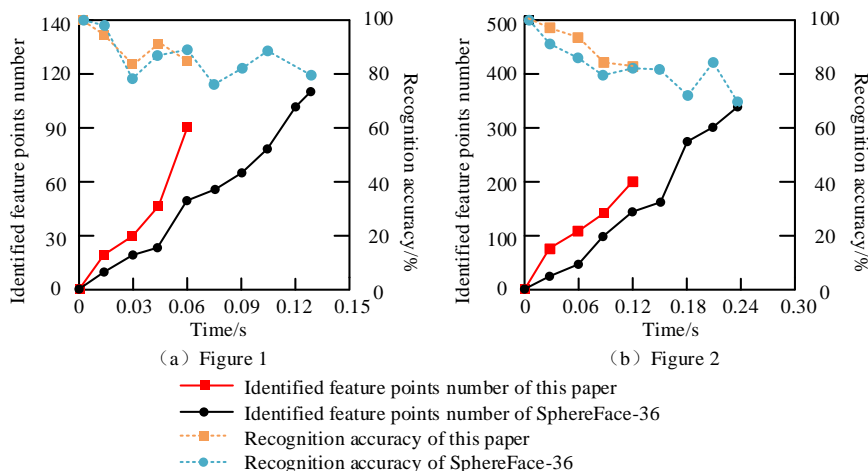 140
120
90
60
30
0
Identified feature points number
100
80
60
40
20
0
Recognition accuracy/%
0 0.03 0.06 0.09 0.12 0.15
Time/s
（a）Figure 1
500
400
300
200
100
0
Identified feature points number
100
80
60
40
20
0
Recognition accuracy/%
0 0.06 0.12 0.18 0.24 0.30
Time/s
（b）Figure 2
Identified feature points number of this paper
Identified feature points number of SphereFace-36
Recognition accuracy of this paper
Recognition accuracy of SphereFace-36